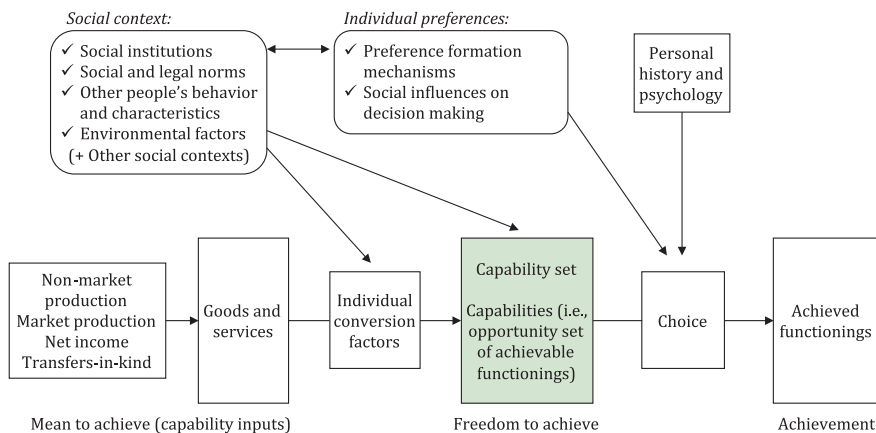 Social context:
✓ Social institutions
✓ Social and legal norms
✓ Other people's behavior
and characteristics
✓ Environmental factors
(+ Other social contexts)
Individual preferences:
✓ Preference formation
mechanisms
✓ Social influences on
decision making
Personal
history and
psychology
Non-market
production
Market production
Net income
Transfers-in-kind
Goods and
services
Individual
conversion
factors
Capability set
Capabilities (i.e.,
opportunity set
of achievable
functionings)
Choice
Achieved
functionings
Mean to achieve (capability inputs)
Freedom to achieve
Achievement